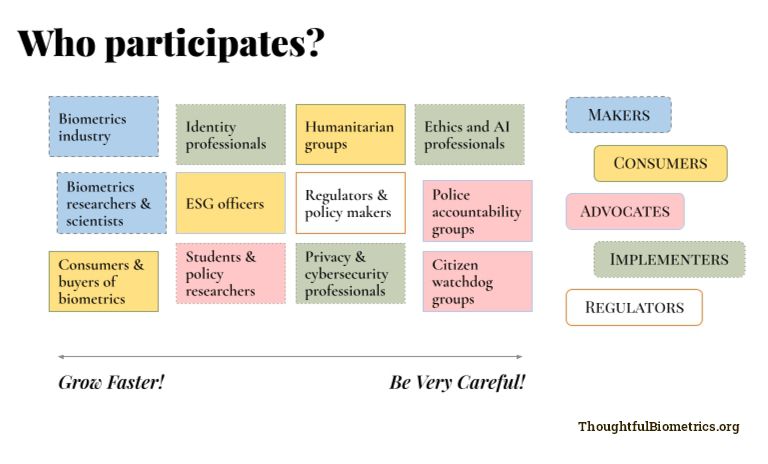 Who participates?
Biometrics
industry
Identity
professionals
Humanitarian
groups
Ethics and AI
professionals
Biometrics
researchers &
scientists
ESG officers
Regulators &
policy makers
Police
accountability
groups
Consumers &
buyers of
biometrics
Students &
policy
researchers
Privacy &
cybersecurity
professionals
Citizen
watchdog
groups
MAKERS
CONSUMERS
ADVOCATES
IMPLEMENTERS
REGULATORS
Grow Faster!
Be Very Careful!
ThoughtfulBiometrics.org